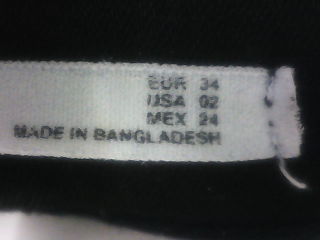 EUR 34
USA 02
MEX 24
MADE IN BANGLADESH